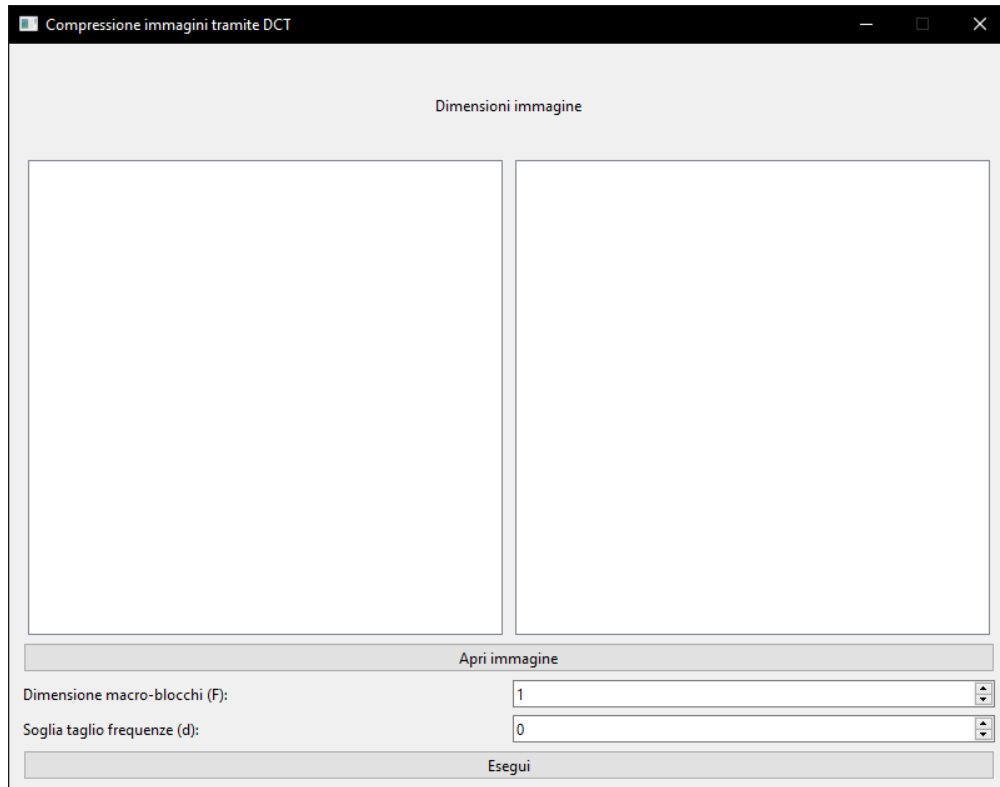 Compressione immagini tramite DCT
Dimensioni immagine
Apri immagine
Dimensione macro-blocchi (F): 1
Soglia taglio frequenze (d): 0
Esegui